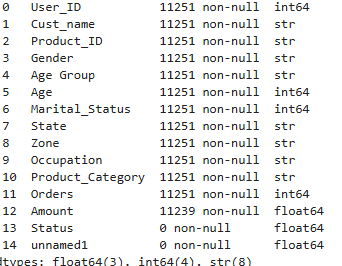 0 User_ID 11251 non-null int64
1 Cust_name 11251 non-null str
2 Product_ID 11251 non-null str
3 Gender 11251 non-null str
4 Age Group 11251 non-null str
5 Age 11251 non-null int64
6 Marital_Status 11251 non-null int64
7 State 11251 non-null str
8 Zone 11251 non-null str
9 Occupation 11251 non-null str
10 Product_Category 11251 non-null str
11 Orders 11251 non-null int64
12 Amount 11239 non-null float64
13 Status 0 non-null float64
14 unnamed1 0 non-null float64
dtypes: float64(3), int64(4), str(8)